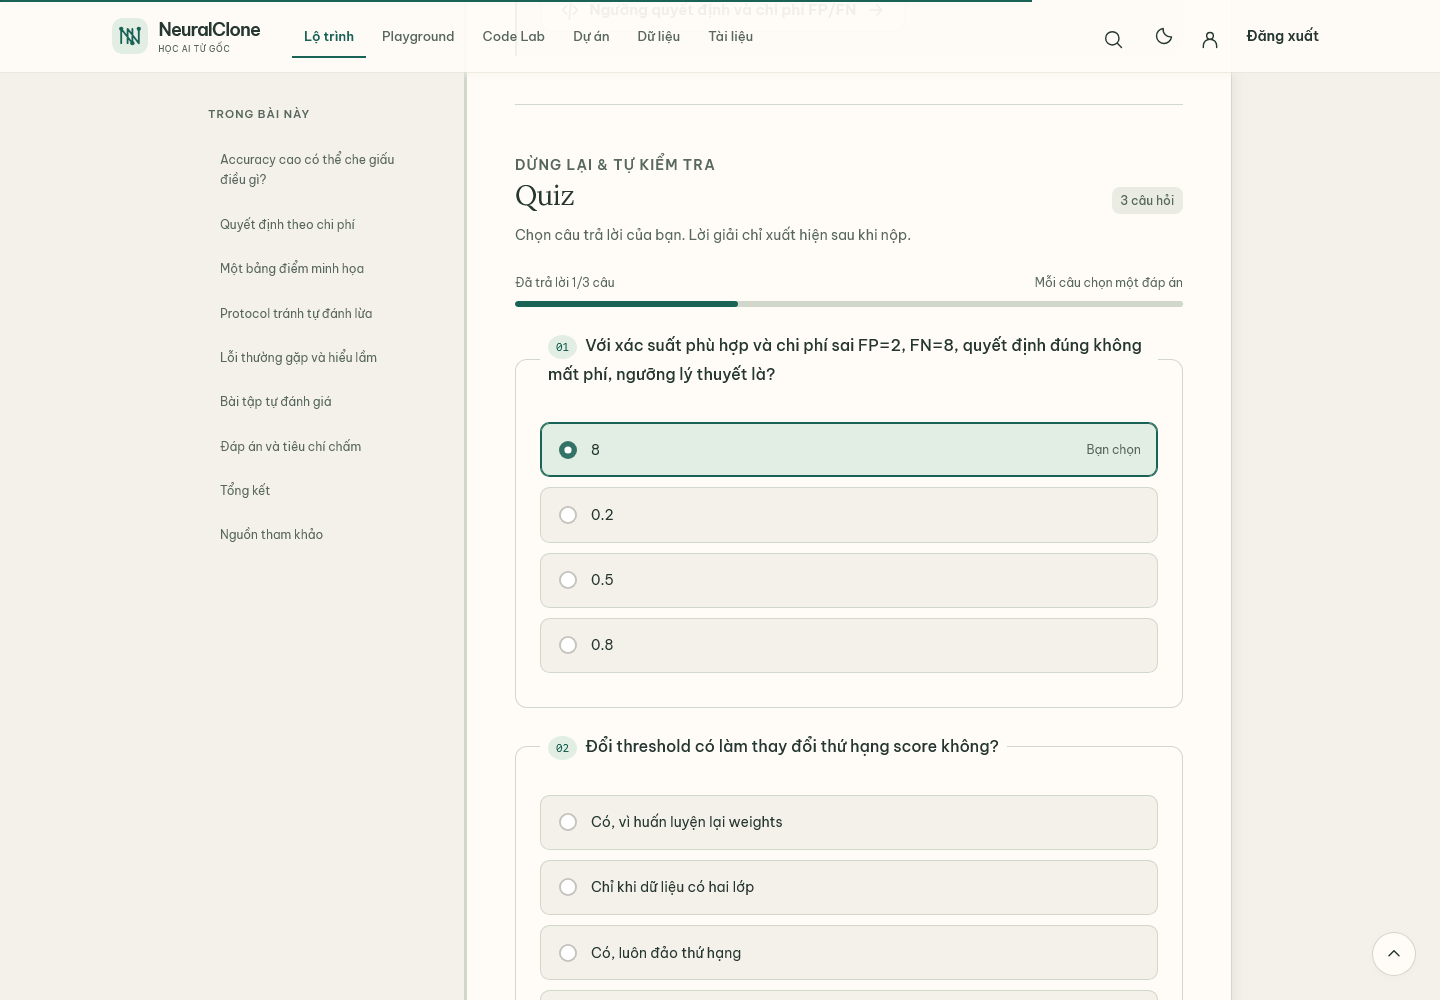 NeuralClone
HỌC AI TỪ GỐC
Lộ trình
Playground
Code Lab
Dự án
Dữ liệu
Tài liệu
Đăng xuất
Ngưỡng quyết định và chi phí FP/FN →
TRONG BÀI NÀY
Accuracy cao có thể che giấu
điều gì?
Quyết định theo chi phí
Một bảng điểm minh họa
Protocol tránh tự đánh lừa
Lỗi thường gặp và hiểu lầm
Bài tập tự đánh giá
Đáp án và tiêu chí chấm
Tổng kết
Nguồn tham khảo
DỪNG LẠI & TỰ KIỂM TRA
Quiz
3 câu hỏi
Chọn câu trả lời của bạn. Lời giải chỉ xuất hiện sau khi nộp.
Đã trả lời 1/3 câu
Mỗi câu chọn một đáp án
01 Với xác suất phù hợp và chi phí sai FP=2, FN=8, quyết định đúng không
mất phí, ngưỡng lý thuyết là?
8
Bạn chọn
0.2
0.5
0.8
02 Đổi threshold có làm thay đổi thứ hạng score không?
Có, vì huấn luyện lại weights
Chỉ khi dữ liệu có hai lớp
Có, luôn đảo thứ hạng